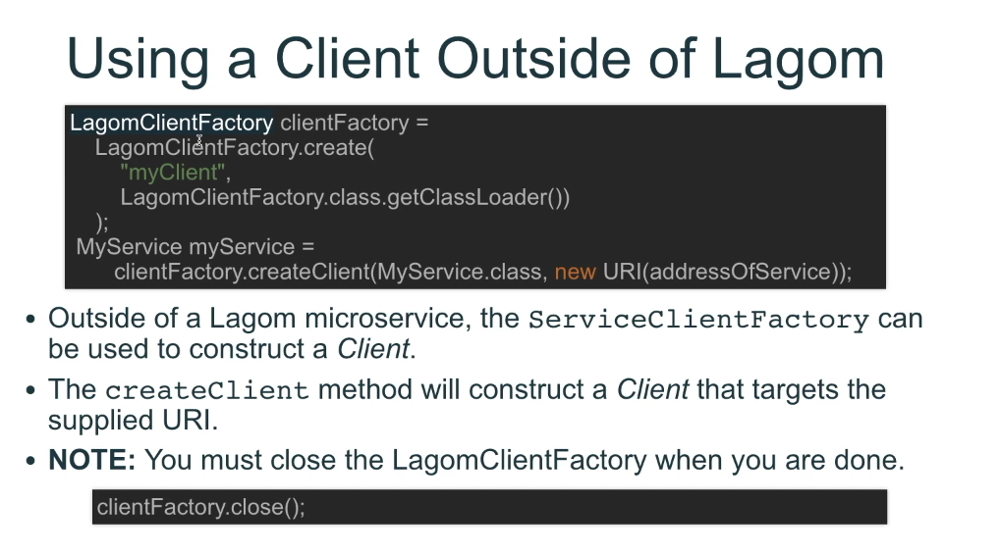 Using a Client Outside of Lagom
LagomClientFactory clientFactory =
LagomClientFactory.create(
"myClient",
LagomClientFactory.class.getClassLoader())
);
MyService myService =
clientFactory.createClient(MyService.class, new URI(addressOfService));
• Outside of a Lagom microservice, the ServiceClientFactory can
be used to construct a Client.
• The createClient method will construct a Client that targets the
supplied URI.
• NOTE: You must close the LagomClientFactory when you are done.
clientFactory.close();